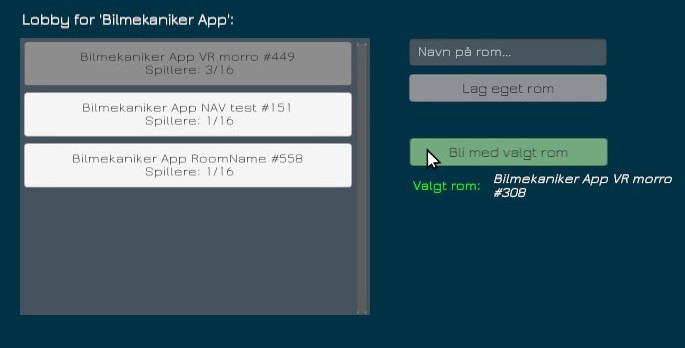 Lobby for 'Bilmekaniker App':
Bilmekaniker App VR morro #449
Spillere: 3/16
Bilmekaniker App NAV test #151
Spillere: 1/16
Bilmekaniker App RoomName #558
Spillere: 1/16
Navn på rom...
Lag eget rom
Bli med valgt rom
Valgt rom: Bilmekaniker App VR morro
#308